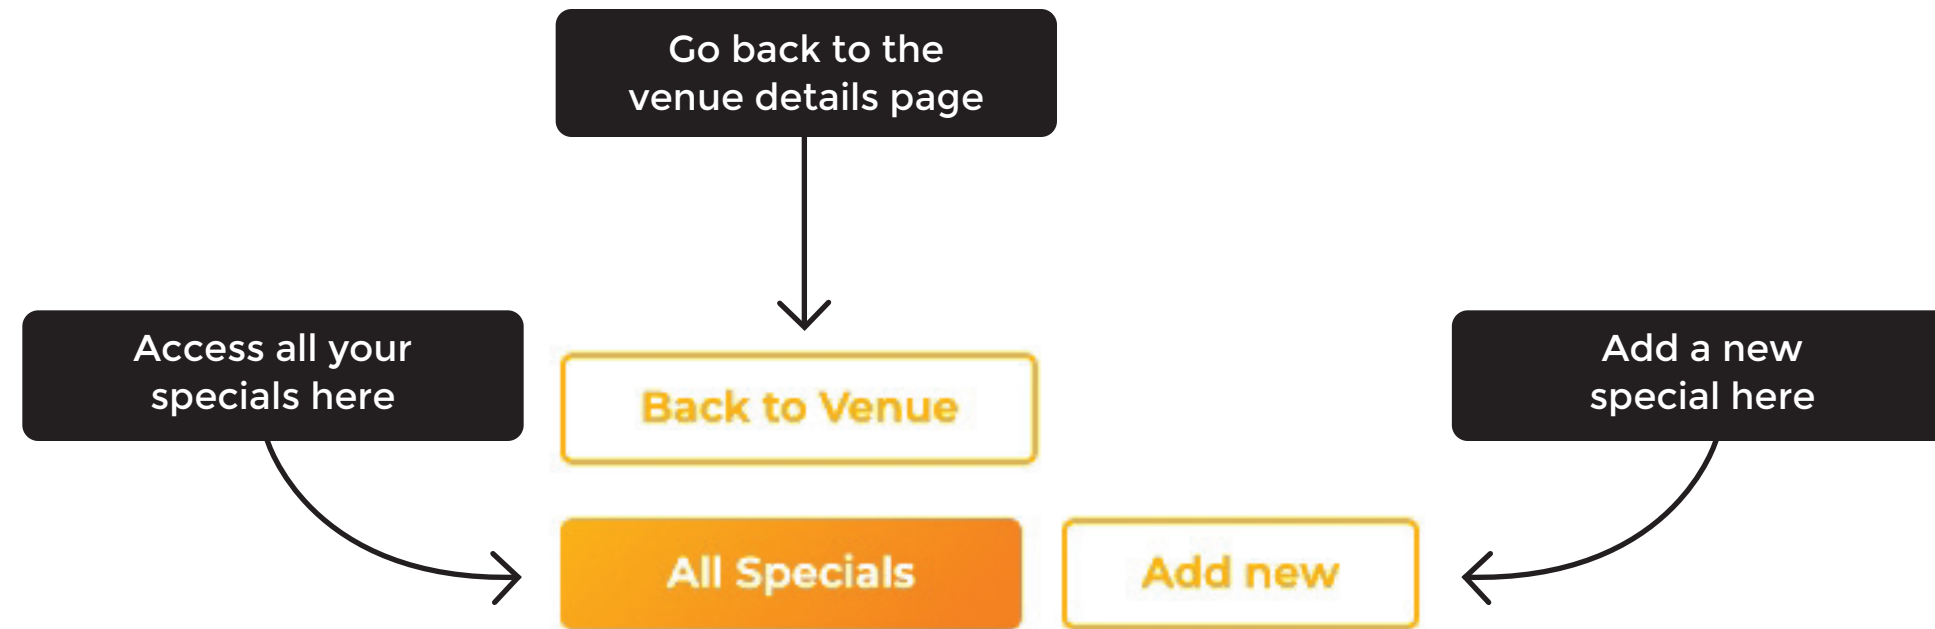 Go back to the
venue details page
Access all your
specials here
Add a new
special here
Back to Venue
All Specials
Add new